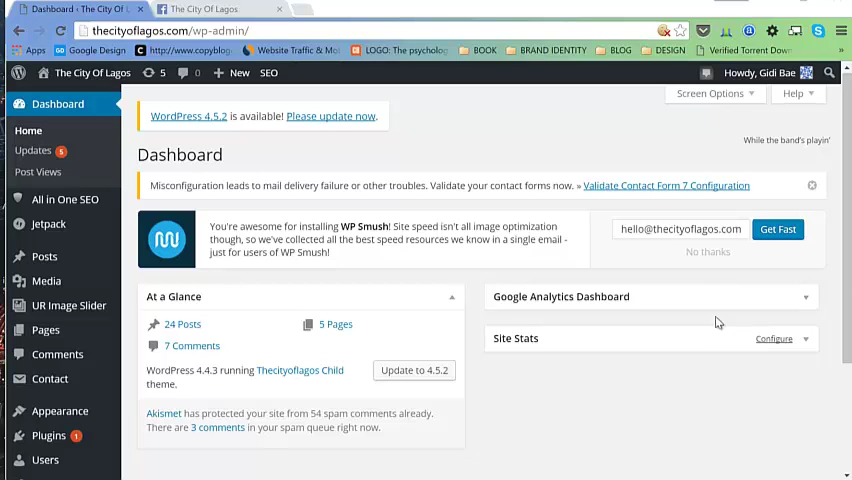 Dashboard ‹ The City Of L
The City Of Lagos
thecityoflagos.com/wp-admin/
Apps
Google Design
http://www.copyblog
Website Traffic & Mo
LOGO: The psycholog
BOOK
BRAND IDENTITY
BLOG
DESIGN
Verified Torrent Down
The City Of Lagos
5
0
+ New
SEO
Howdy, Gidi Bae
Dashboard
Home
Updates 5
Post Views
All in One SEO
Jetpack
Posts
Media
UR Image Slider
Pages
Comments
Contact
Appearance
Plugins 1
Users
Screen Options
Help
WordPress 4.5.2 is available! Please update now.
While the band's playin'
Dashboard
Misconfiguration leads to mail delivery failure or other troubles. Validate your contact forms now. » Validate Contact Form 7 Configuration
You're awesome for installing WP Smush! Site speed isn't all image optimization
though, so we've collected all the best speed resources we know in a single email -
just for users of WP Smush!
hello@thecityoflagos.com
Get Fast
No thanks
At a Glance
24 Posts
5 Pages
7 Comments
WordPress 4.4.3 running Thecityoflagos Child
theme.
Update to 4.5.2
Akismet has protected your site from 54 spam comments already.
There are 3 comments in your spam queue right now.
Google Analytics Dashboard
Site Stats
Configure